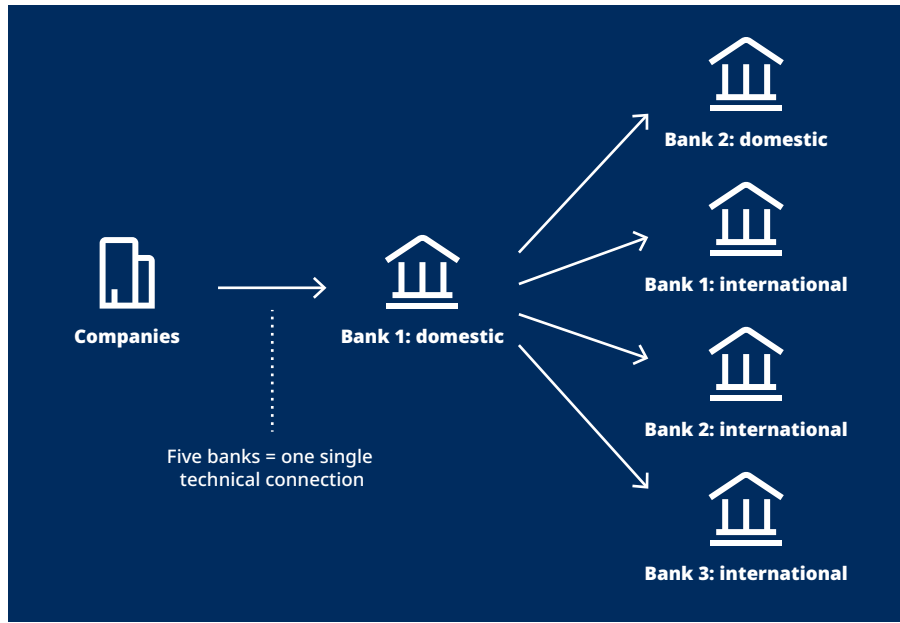 Bank 2: domestic
Bank 1: international
Companies
Bank 1: domestic
Bank 2: international
Five banks = one single
technical connection
Bank 3: international